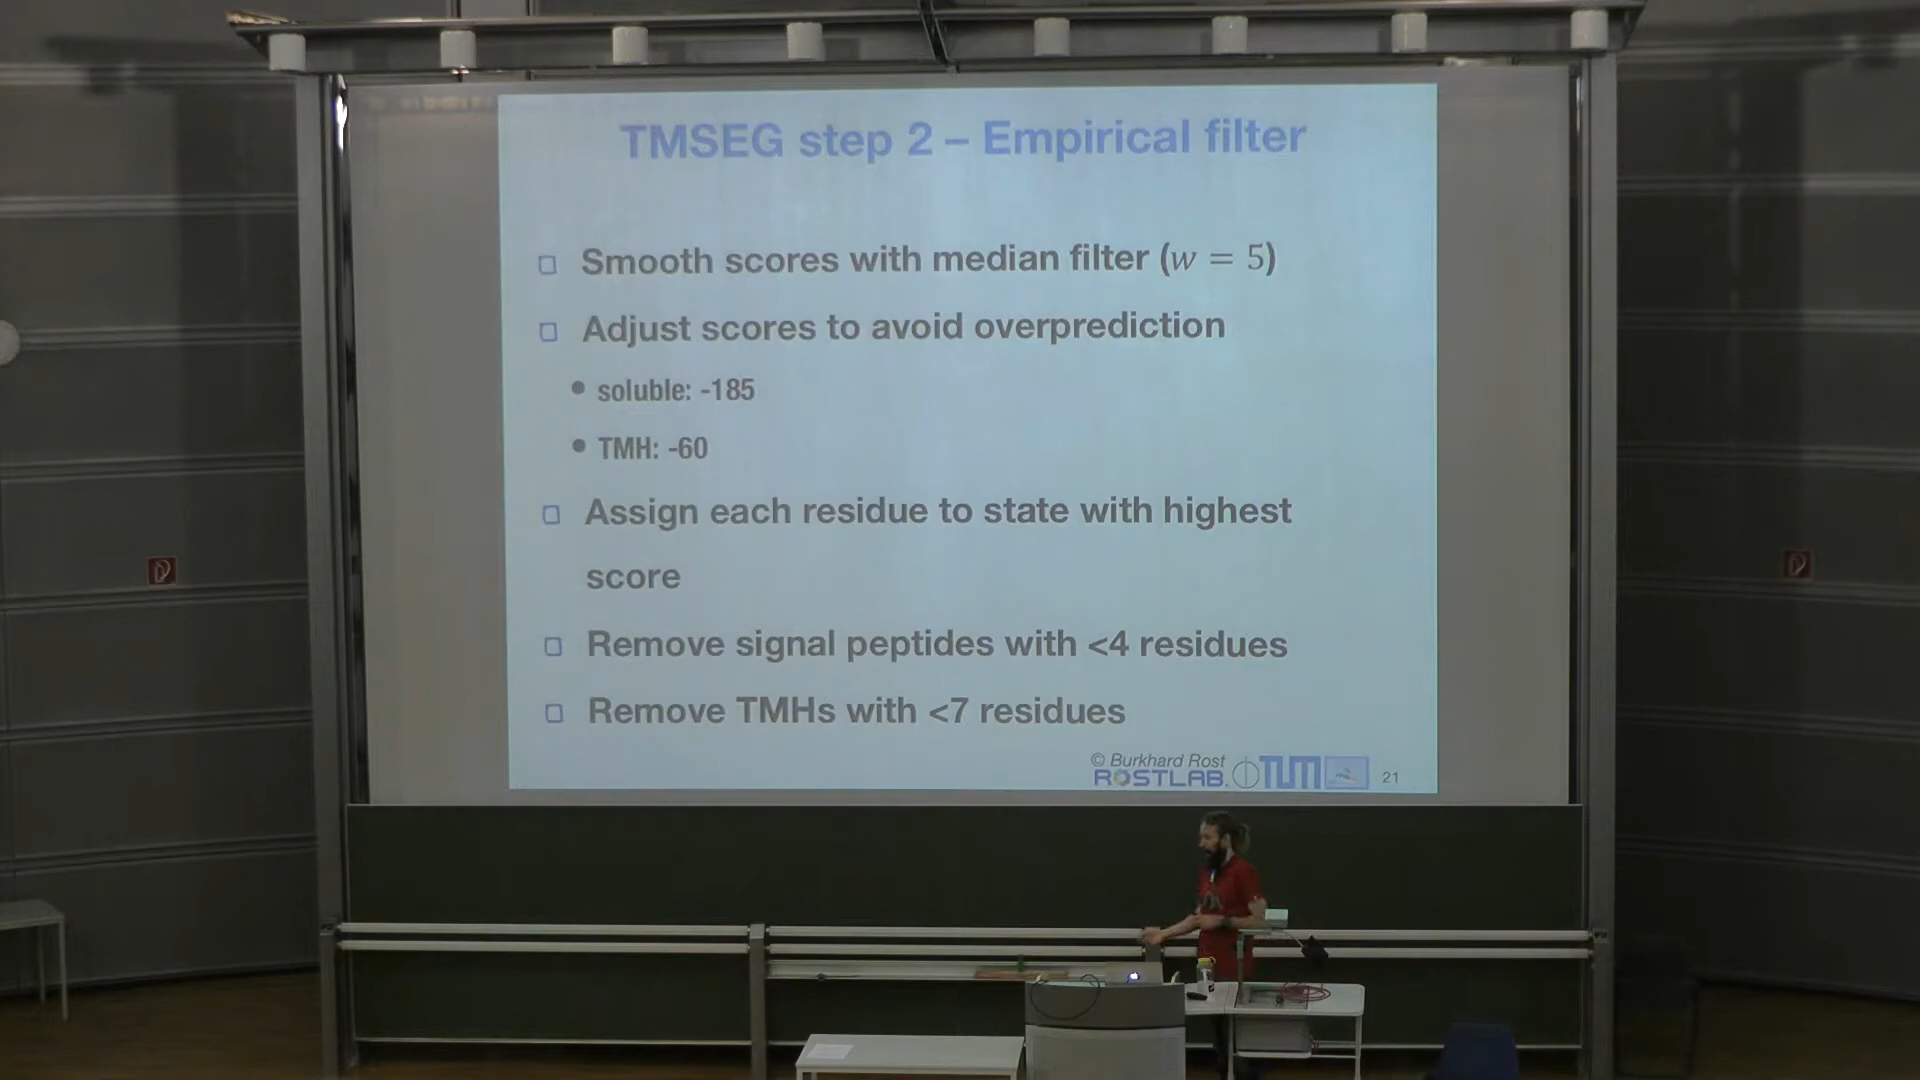 TMSEG step 2 – Empirical filter
Smooth scores with median filter (w = 5)
Adjust scores to avoid overprediction
soluble: -185
TMH: -60
Assign each residue to state with highest
score
Remove signal peptides with <4 residues
Remove TMHs with <7 residues
© Burkhard Rost
ROSTLAB.
TUM
21